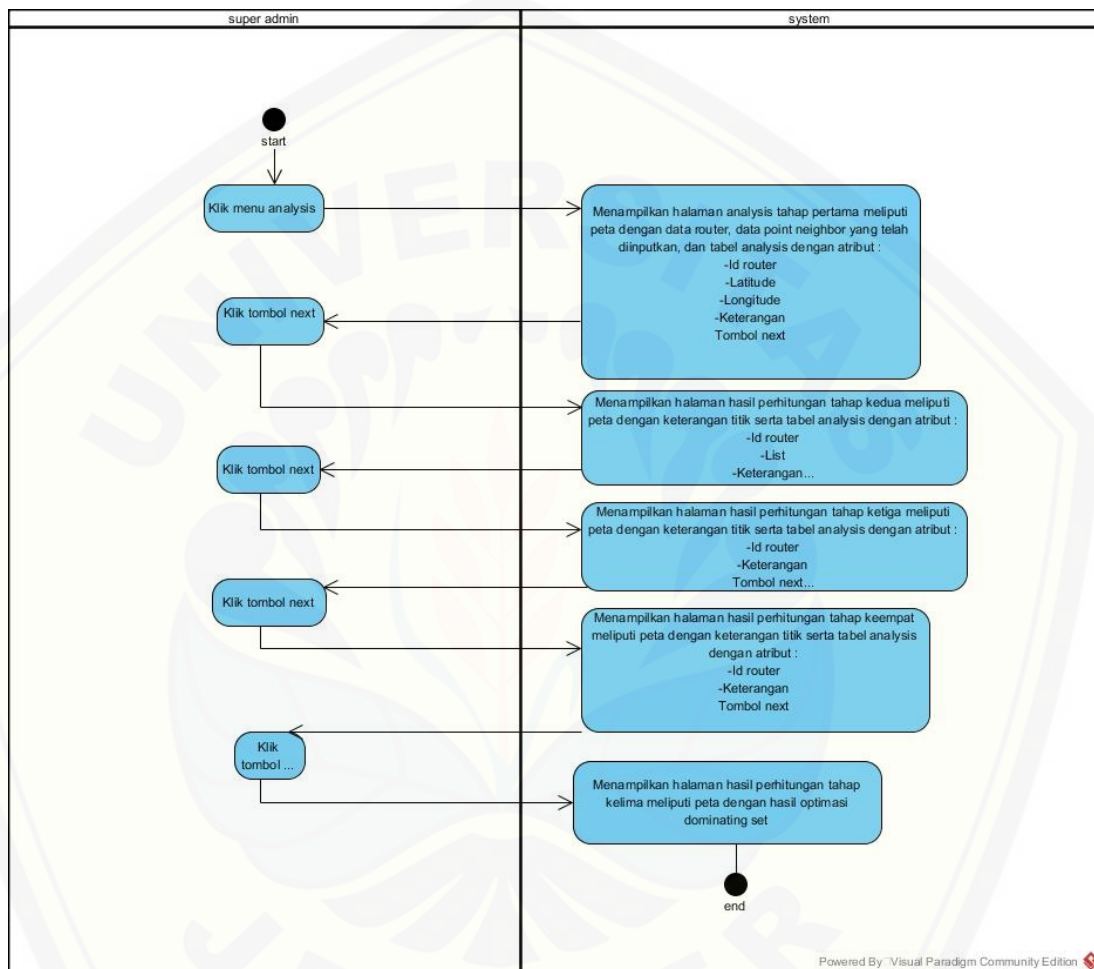 super admin
system
start
Klik menu analysis
Menampilkan halaman analysis tahap pertama meliputi
peta dengan data router, data point neighbor yang telah
diinputkan, dan tabel analysis dengan atribut :
-Id router
-Latitude
-Longitude
-Keterangan
Tombol next
Klik tombol next
Menampilkan halaman hasil perhitungan tahap kedua meliputi
peta dengan keterangan titik serta tabel analysis dengan atribut :
-Id router
-List
-Keterangan...
Klik tombol next
Menampilkan halaman hasil perhitungan tahap ketiga meliputi
peta dengan keterangan titik serta tabel analysis dengan atribut :
-Id router
-Keterangan
Tombol next...
Klik tombol next
Menampilkan halaman hasil perhitungan tahap keempat
meliputi peta dengan keterangan titik serta tabel analysis
dengan atribut :
-Id router
-Keterangan
Tombol next
Klik
tombol ...
Menampilkan halaman hasil perhitungan tahap
kelima meliputi peta dengan hasil optimasi
dominating set
end
UNIVERSITAS
Powered By Visual Paradigm Community Edition